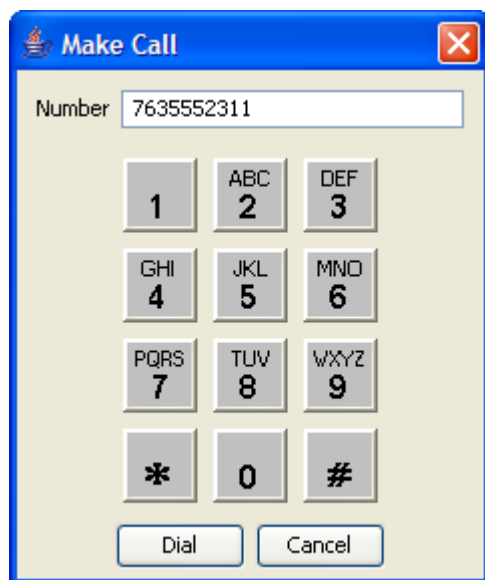 Make Call
Number 7635552311
ABC DEF
1 2 3
GHI JKL MNO
4 5 6
PQRS TUV WXYZ
7 8 9
* 0 #
Dial Cancel